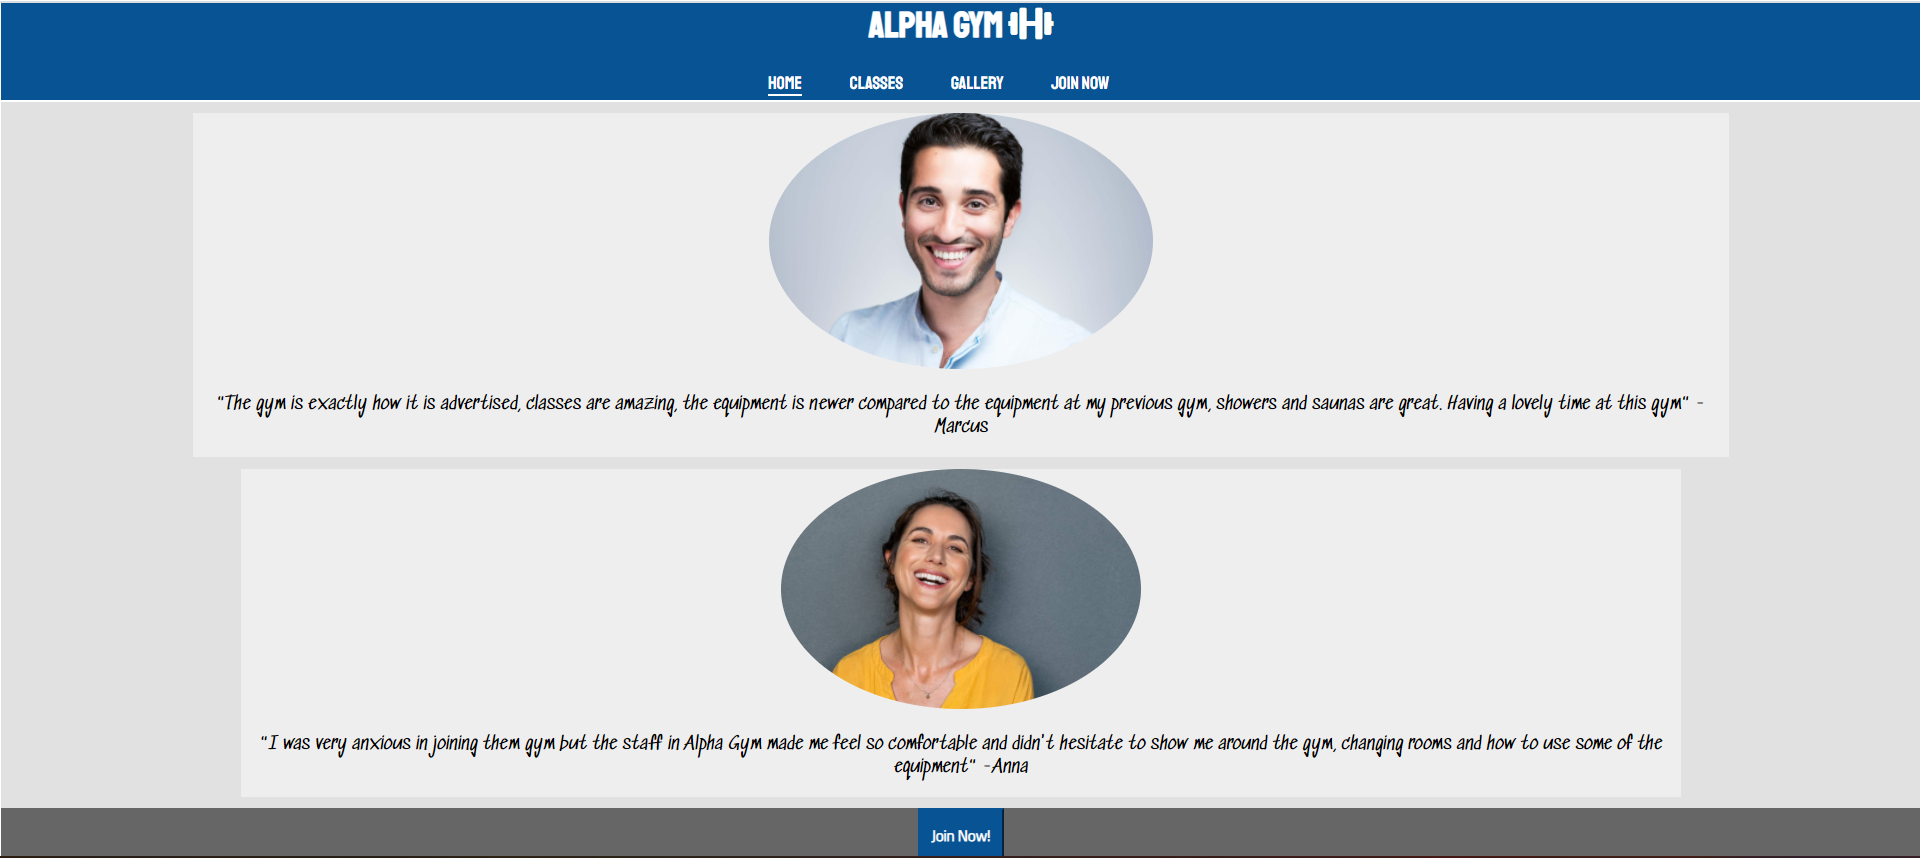 ALPHA GYM
HOME CLASSES GALLERY JOIN NOW
"The gym is exactly how it is advertised, classes are amazing, the equipment is newer compared to the equipment at my previous gym, showers and saunas are great. Having a lovely time at this gym" -
Marcus
"I was very anxious in joining them gym but the staff in Alpha Gym made me feel so comfortable and didn't hesitate to show me around the gym, changing rooms and how to use some of the
equipment" -Anna
Join Now!